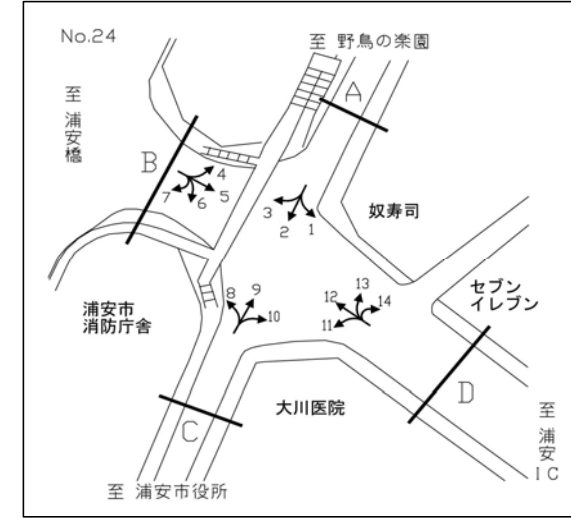 No.24
至 野鳥の楽園
至 浦安橋
A
B
4
5
6
7
3
2
1
奴寿司
セブン
イレブン
8
9
10
13
12
14
11
浦安市
消防庁舎
大川医院
C
D
至 浦安IC
至 浦安市役所